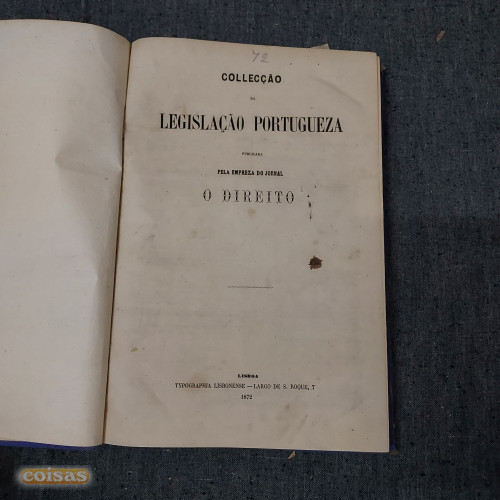 72
COLLECÇÃO
DA
LEGISLAÇÃO PORTUGUEZA
PUBLICADA
PELA EMPREZA DO JORNAL
O DIREITO
LISBOA
TYPOGRAPHIA LISBONENSE — LARGO DE S. ROQUE, 7
1872
coisas